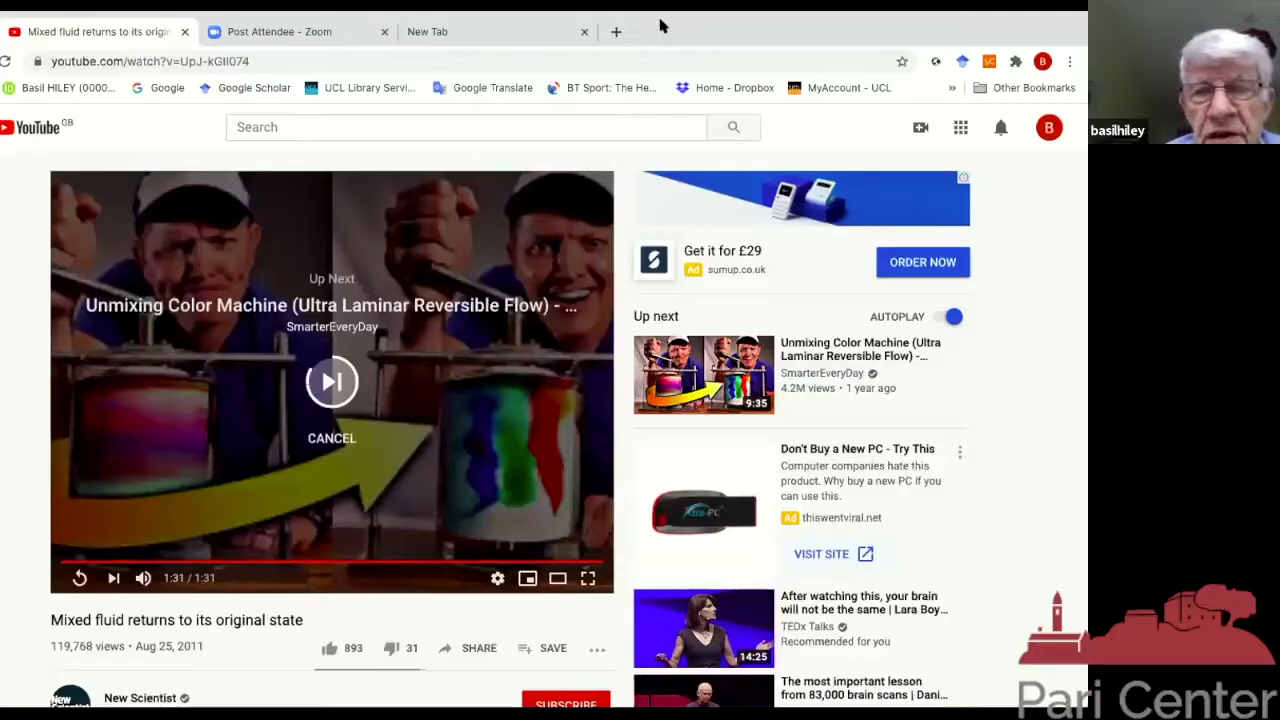 Mixed fluid returns to its origin
Post Attendee - Zoom
New Tab
youtube.com/watch?v=UpJ-kGlI074
B
Basil HILEY (0000...
Google
Google Scholar
UCL Library Servi...
Google Translate
BT Sport: The He...
Home - Dropbox
MyAccount - UCL
»
Other Bookmarks
YouTube GB
Search
B
basilhiley
Up Next
Unmixing Color Machine (Ultra Laminar Reversible Flow) - ...
SmarterEveryDay
CANCEL
1:31 / 1:31
Mixed fluid returns to its original state
119,768 views • Aug 25, 2011
893
31
SHARE
SAVE
New Scientist
SUBSCRIBE
Get it for £29
Ad sumup.co.uk
ORDER NOW
Up next
AUTOPLAY
Unmixing Color Machine (Ultra
Laminar Reversible Flow) -...
SmarterEveryDay
4.2M views • 1 year ago
9:35
Don't Buy a New PC - Try This
Computer companies hate this
product. Why buy a new PC if you
can use this.
Ad thiswentviral.net
VISIT SITE
Xtra-PC
After watching this, your brain
will not be the same | Lara Boy...
TEDx Talks
Recommended for you
14:25
The most important lesson
from 83,000 brain scans | Dani...
Pari Center